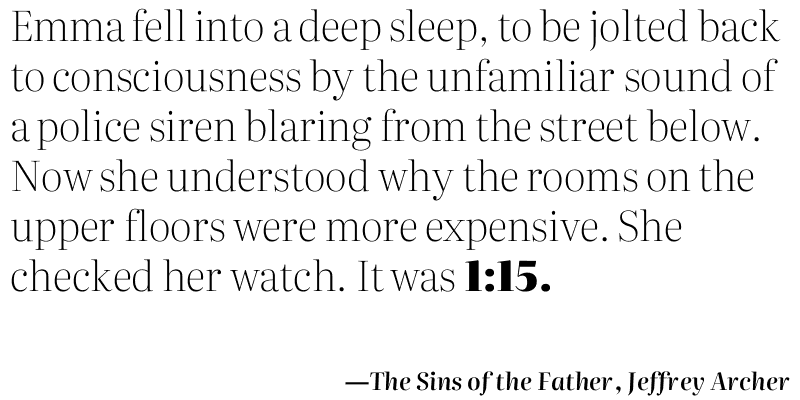 Emma fell into a deep sleep, to be jolted back
to consciousness by the unfamiliar sound of
a police siren blaring from the street below.
Now she understood why the rooms on the
upper floors were more expensive. She
checked her watch. It was 1:15.
—The Sins of the Father, Jeffrey Archer